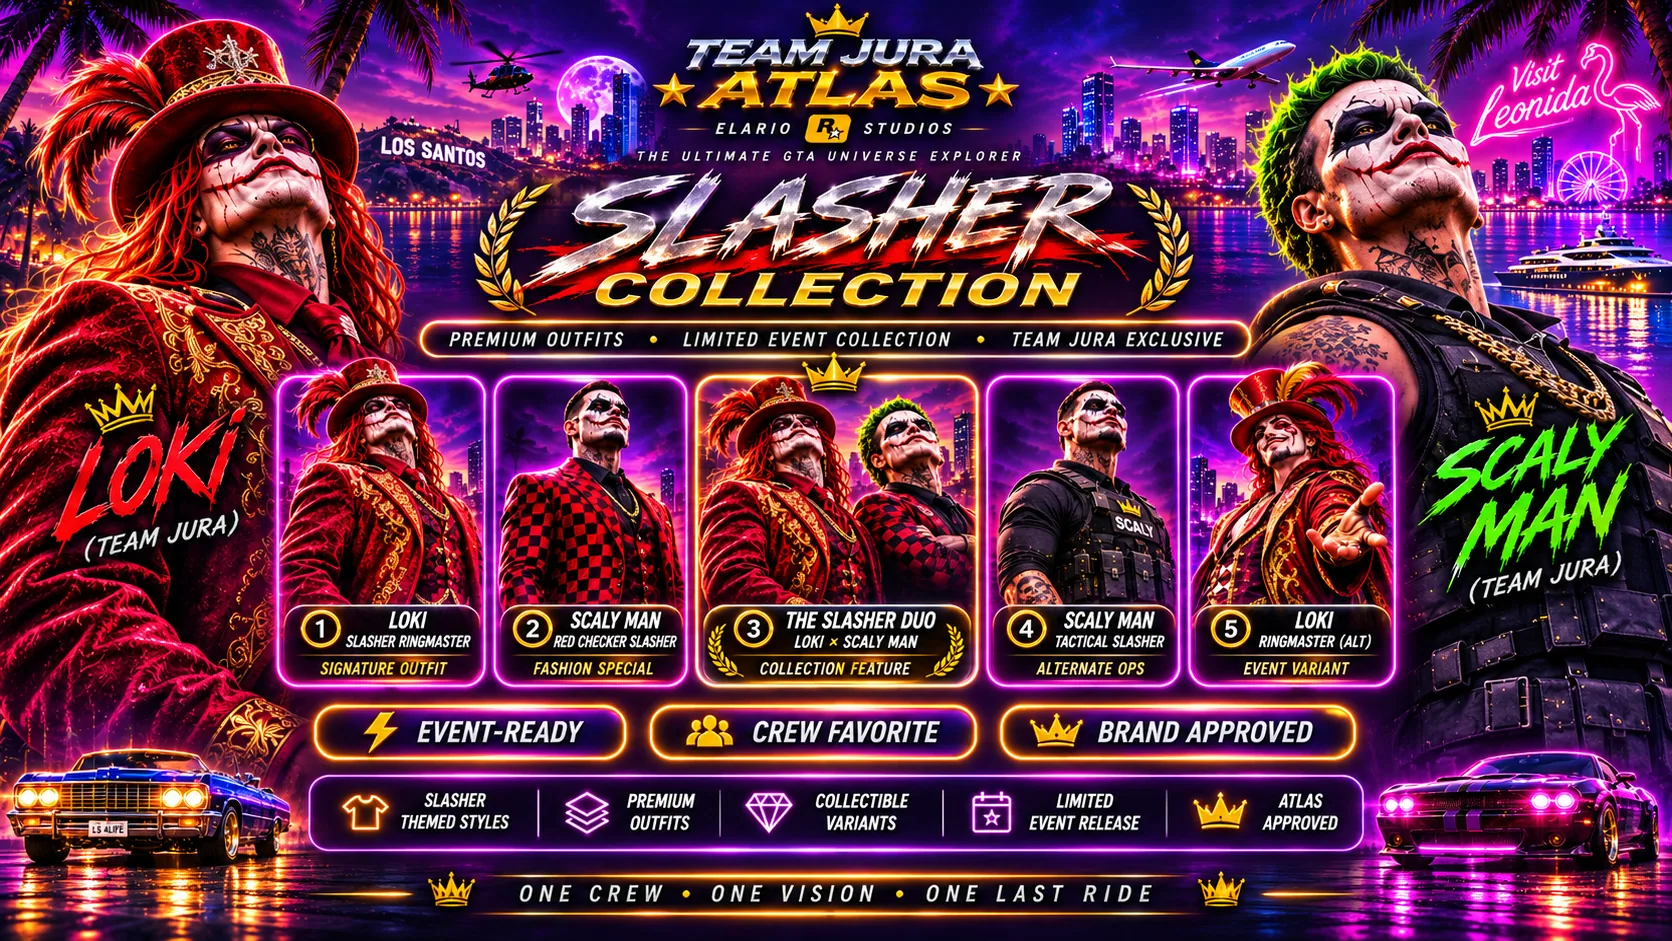 TEAM JURA
ATLAS
ELARIO R STUDIOS
THE ULTIMATE GTA UNIVERSE EXPLORER
LOS SANTOS
Visit
Leonida
SLASHER
COLLECTION
PREMIUM OUTFITS • LIMITED EVENT COLLECTION • TEAM JURA EXCLUSIVE
LOKI
(TEAM JURA)
SCALY
MAN
(TEAM JURA)
SCALY
1 LOKI
SLASHER RINGMASTER
SIGNATURE OUTFIT
2 SCALY MAN
RED CHECKER SLASHER
FASHION SPECIAL
3 THE SLASHER DUO
LOKI × SCALY MAN
COLLECTION FEATURE
4 SCALY MAN
TACTICAL SLASHER
ALTERNATE OPS
5 LOKI
RINGMASTER (ALT)
EVENT VARIANT
EVENT-READY
CREW FAVORITE
BRAND APPROVED
SLASHER
THEMED STYLES
PREMIUM
OUTFITS
COLLECTIBLE
VARIANTS
LIMITED
EVENT RELEASE
ATLAS
APPROVED
LS 4LIFE
ONE CREW • ONE VISION • ONE LAST RIDE